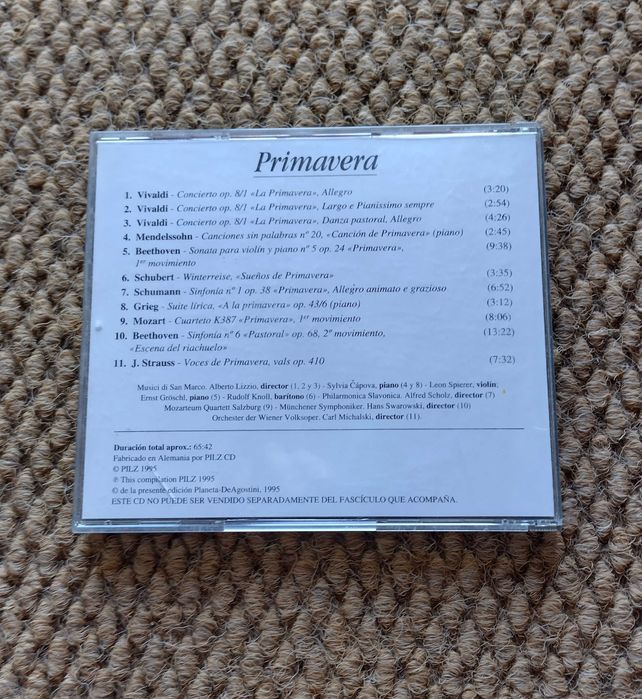 Primavera
1. Vivaldi - Concierto op. 8/1 «La Primavera», Allegro (3:20)
2. Vivaldi - Concierto op. 8/1 «La Primavera», Largo e Pianissimo sempre (2:54)
3. Vivaldi - Concierto op. 8/1 «La Primavera», Danza pastoral, Allegro (4:26)
4. Mendelssohn - Canciones sin palabras nº 20, «Canción de Primavera» (piano) (2:45)
5. Beethoven - Sonata para violín y piano nº 5 op. 24 «Primavera», (9:38)
1er movimiento
6. Schubert - Winterreise, «Sueños de Primavera» (3:35)
7. Schumann - Sinfonía nº 1 op. 38 «Primavera», Allegro animato e grazioso (6:52)
8. Grieg - Suite lírica, «A la primavera» op. 43/6 (piano) (3:12)
9. Mozart - Cuarteto K387 «Primavera», 1er movimiento (8:06)
10. Beethoven - Sinfonía nº 6 «Pastoral» op. 68, 2º movimiento, (13:22)
«Escena del riachuelo»
11. J. Strauss - Voces de Primavera, vals op. 410 (7:32)
Musici di San Marco. Alberto Lizzio, director (1, 2 y 3) - Sylvia Čápova, piano (4 y 8) - Leon Spierer, violín;
Ernst Gröschl, piano (5) - Rudolf Knoll, barítono (6) - Philharmonica Slavonica. Alfred Scholz, director (7)
Mozarteum Quartett Salzburg (9) - Münchener Symphoniker. Hans Swarowski, director (10)
Orchester der Wiener Volksoper. Carl Michalski, director (11).
Duración total aprox.: 65:42
Fabricado en Alemania por PILZ CD
© PILZ 1995
℗ This compilation PILZ 1995
© de la presente edición Planeta-DeAgostini, 1995
ESTE CD NO PUEDE SER VENDIDO SEPARADAMENTE DEL FASCÍCULO QUE ACOMPAÑA.